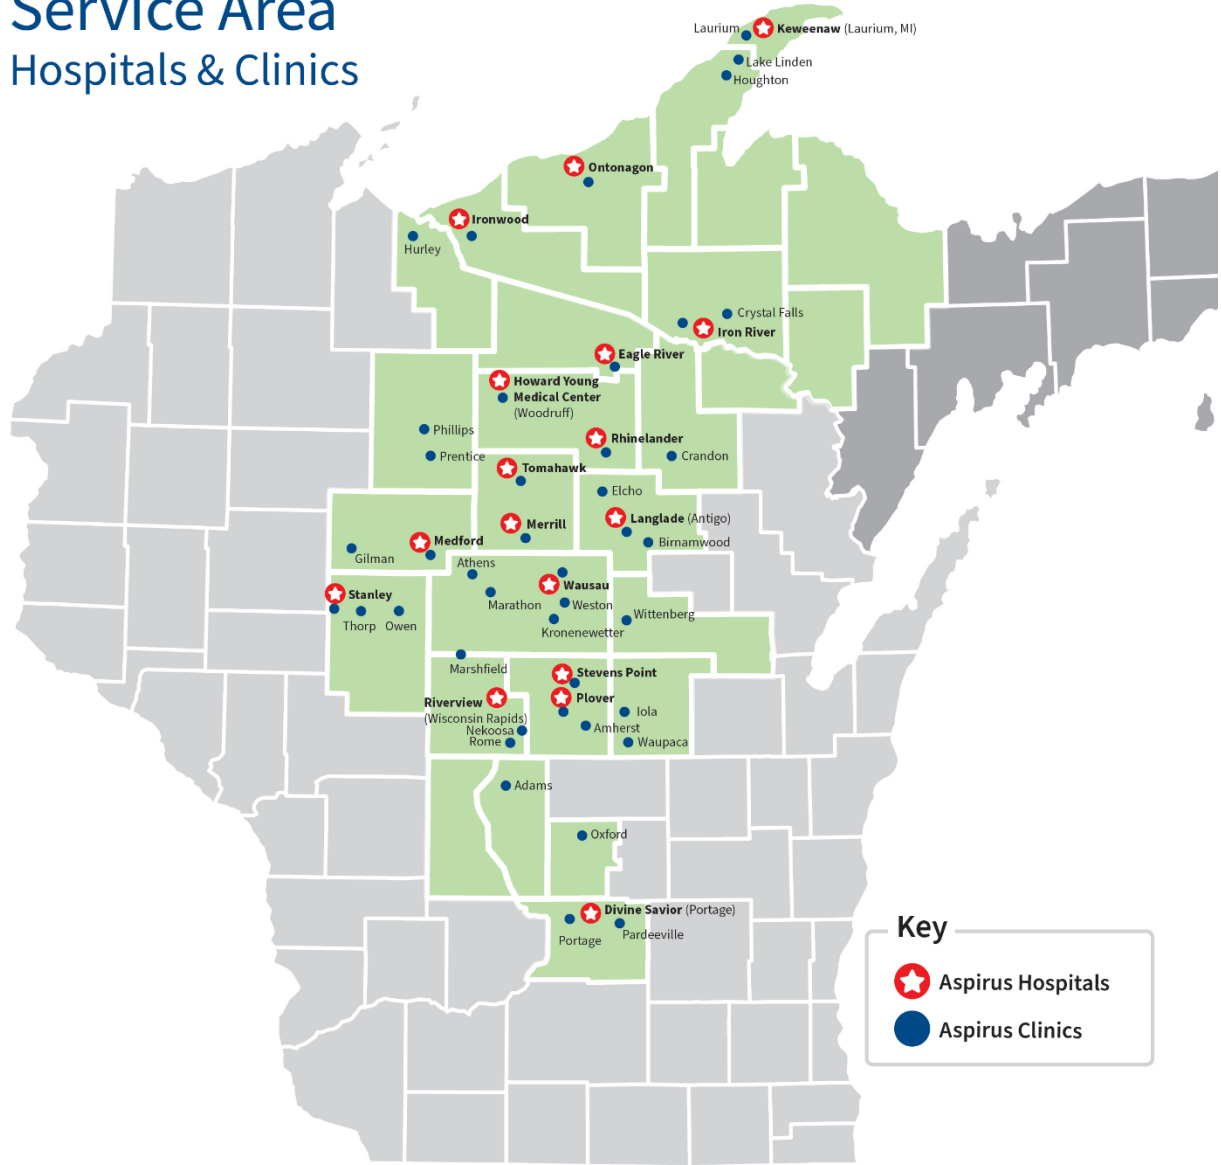 Service Area
Hospitals & Clinics
Laurium
Keweenaw (Laurium, MI)
Lake Linden
Houghton
Ontonagon
Ironwood
Hurley
Crystal Falls
Iron River
Eagle River
Howard Young
Medical Center
(Woodruff)
Phillips
Rhinelander
Prentice
Crandon
Tomahawk
Elcho
Langlade (Antigo)
Merrill
Medford
Birnamwood
Gilman
Athens
Wausau
Stanley
Marathon
Weston
Wittenberg
Thorp
Owen
Kronenewetter
Marshfield
Stevens Point
Plover
Riverview
(Wisconsin Rapids)
Iola
Nekoosa
Amherst
Rome
Waupaca
Adams
Oxford
Divine Savior (Portage)
Pardeeville
Portage
Key
Aspirus Hospitals
Aspirus Clinics